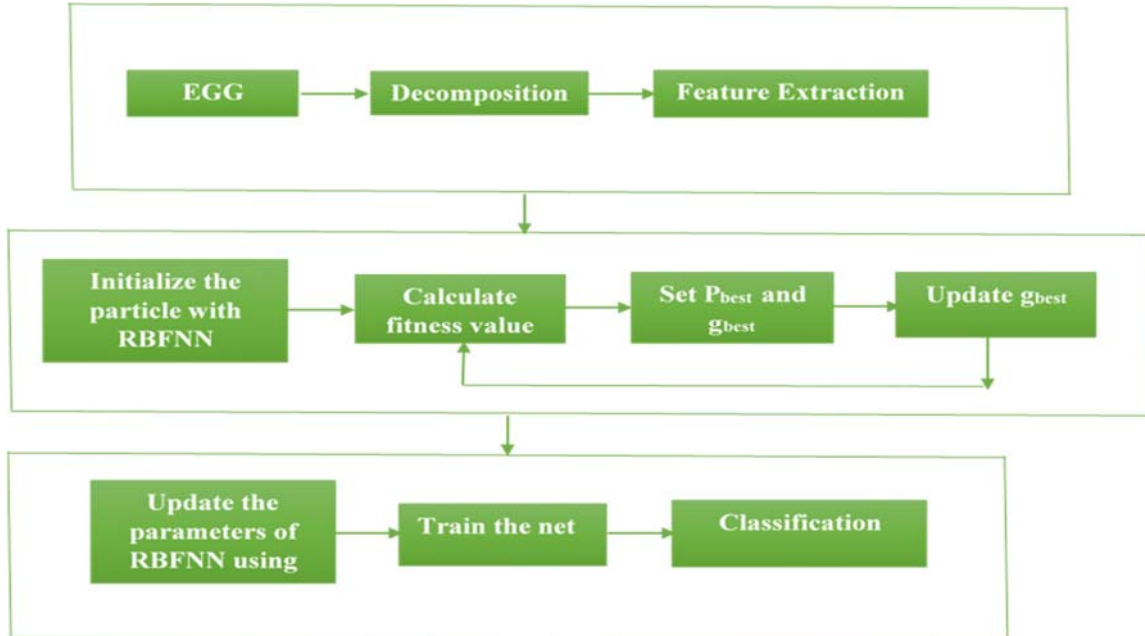 EGG
Decomposition
Feature Extraction
Initialize the
particle with
RBFNN
Calculate
fitness value
Set Pbest and
gbest
Update gbest
Update the
parameters of
RBFNN using
Train the net
Classification